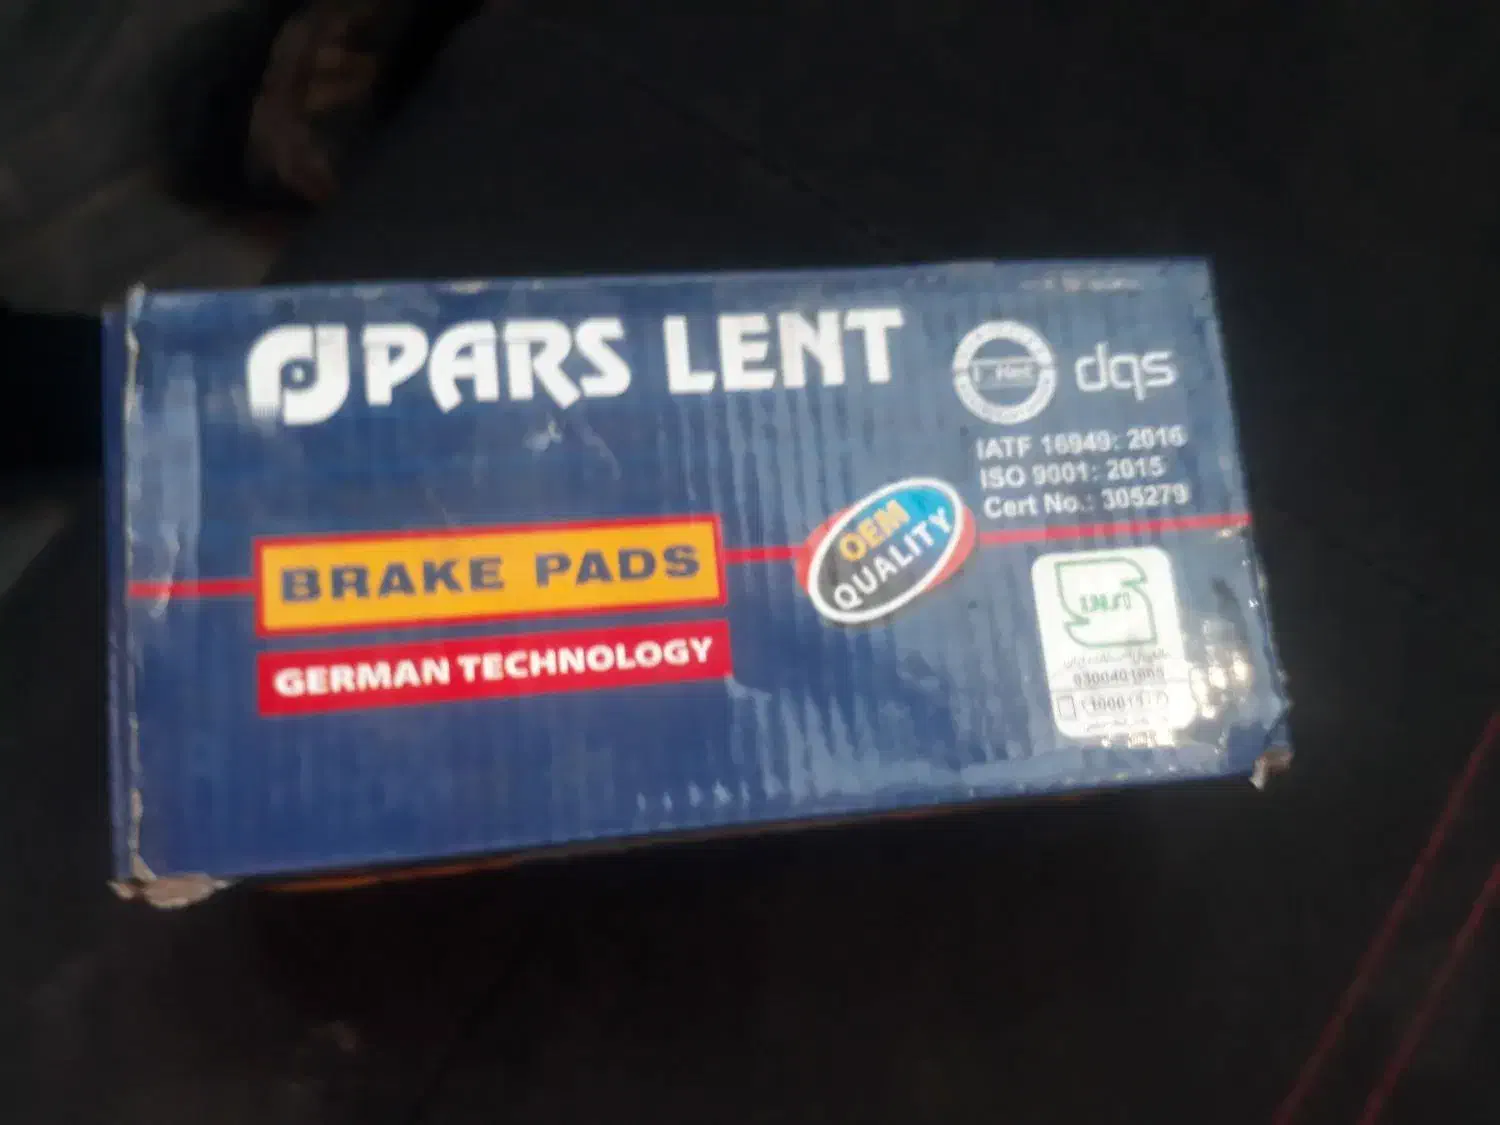 PARS LENT
dqs
IATF 16949: 2016
ISO 9001: 2015
Cert No.: 305279
OEM
QUALITY
BRAKE PADS
GERMAN TECHNOLOGY